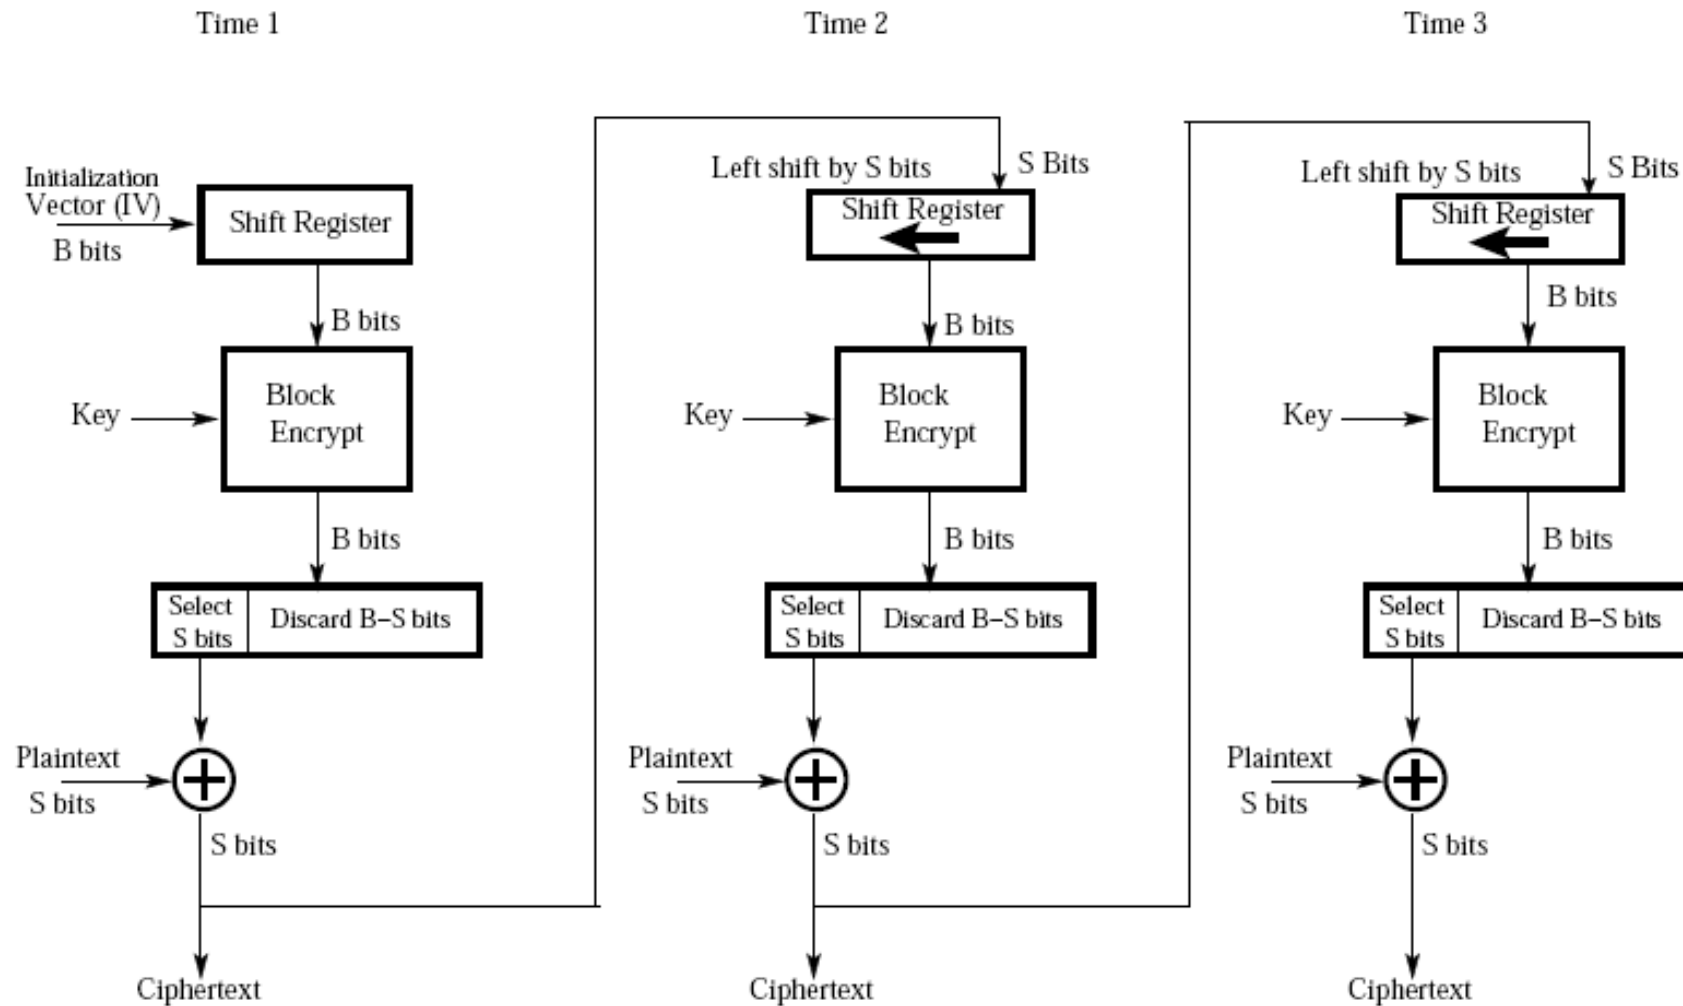 Time 1
Time 2
Time 3
Initialization
Vector (IV)
B bits
Shift Register
Left shift by S bits
S Bits
Shift Register
Left shift by S bits
S Bits
Shift Register
B bits
B bits
B bits
Key
Block
Encrypt
Key
Block
Encrypt
Key
Block
Encrypt
B bits
B bits
B bits
Select
S bits
Discard B–S bits
Select
S bits
Discard B–S bits
Select
S bits
Discard B–S bits
Plaintext
S bits
Plaintext
S bits
Plaintext
S bits
S bits
S bits
S bits
Ciphertext
Ciphertext
Ciphertext